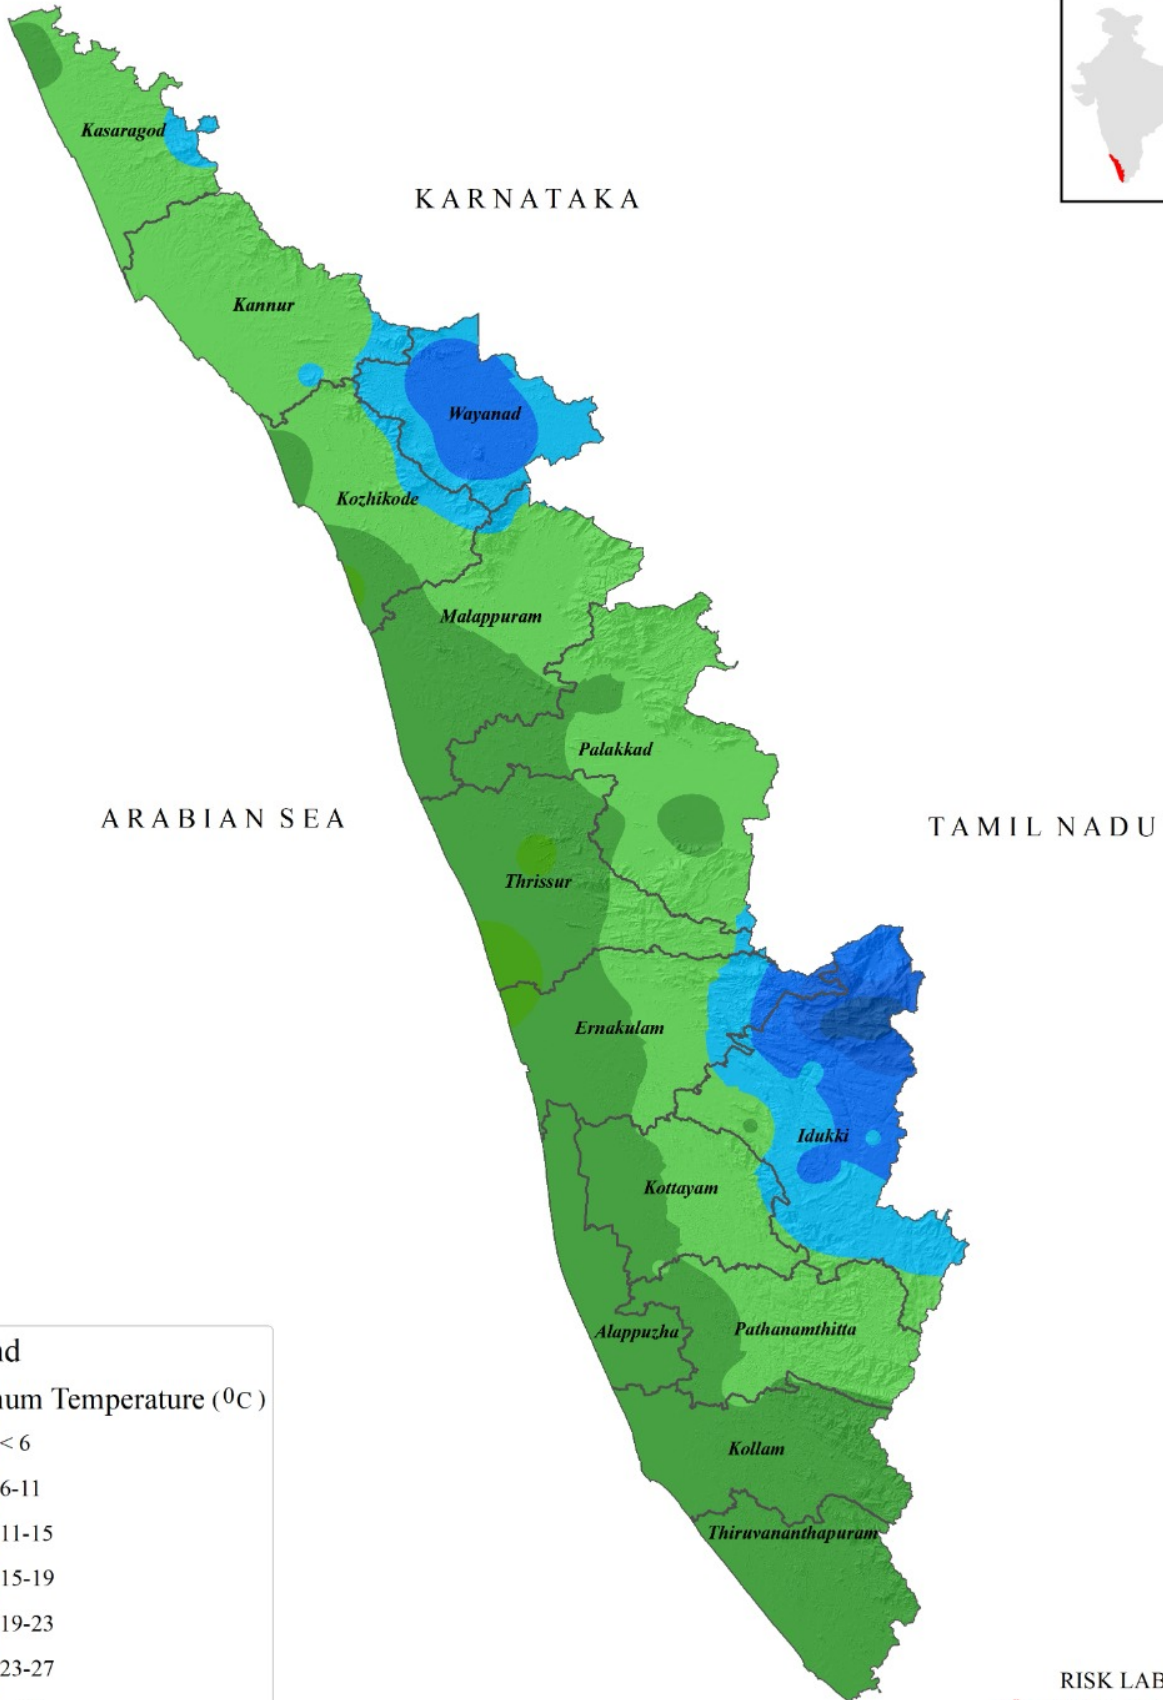 Kasaragod
KARNATAKA
Kannur
Wayanad
Kozhikode
Malappuram
Palakkad
ARABIAN SEA
TAMIL NADU
Thrissur
Ernakulam
Idukki
Kottayam
Alappuzha
Pathanamthitta
Kollam
Thiruvananthapuram
nd
num Temperature (⁰C)
< 6
6-11
11-15
15-19
19-23
23-27
RISK LAB